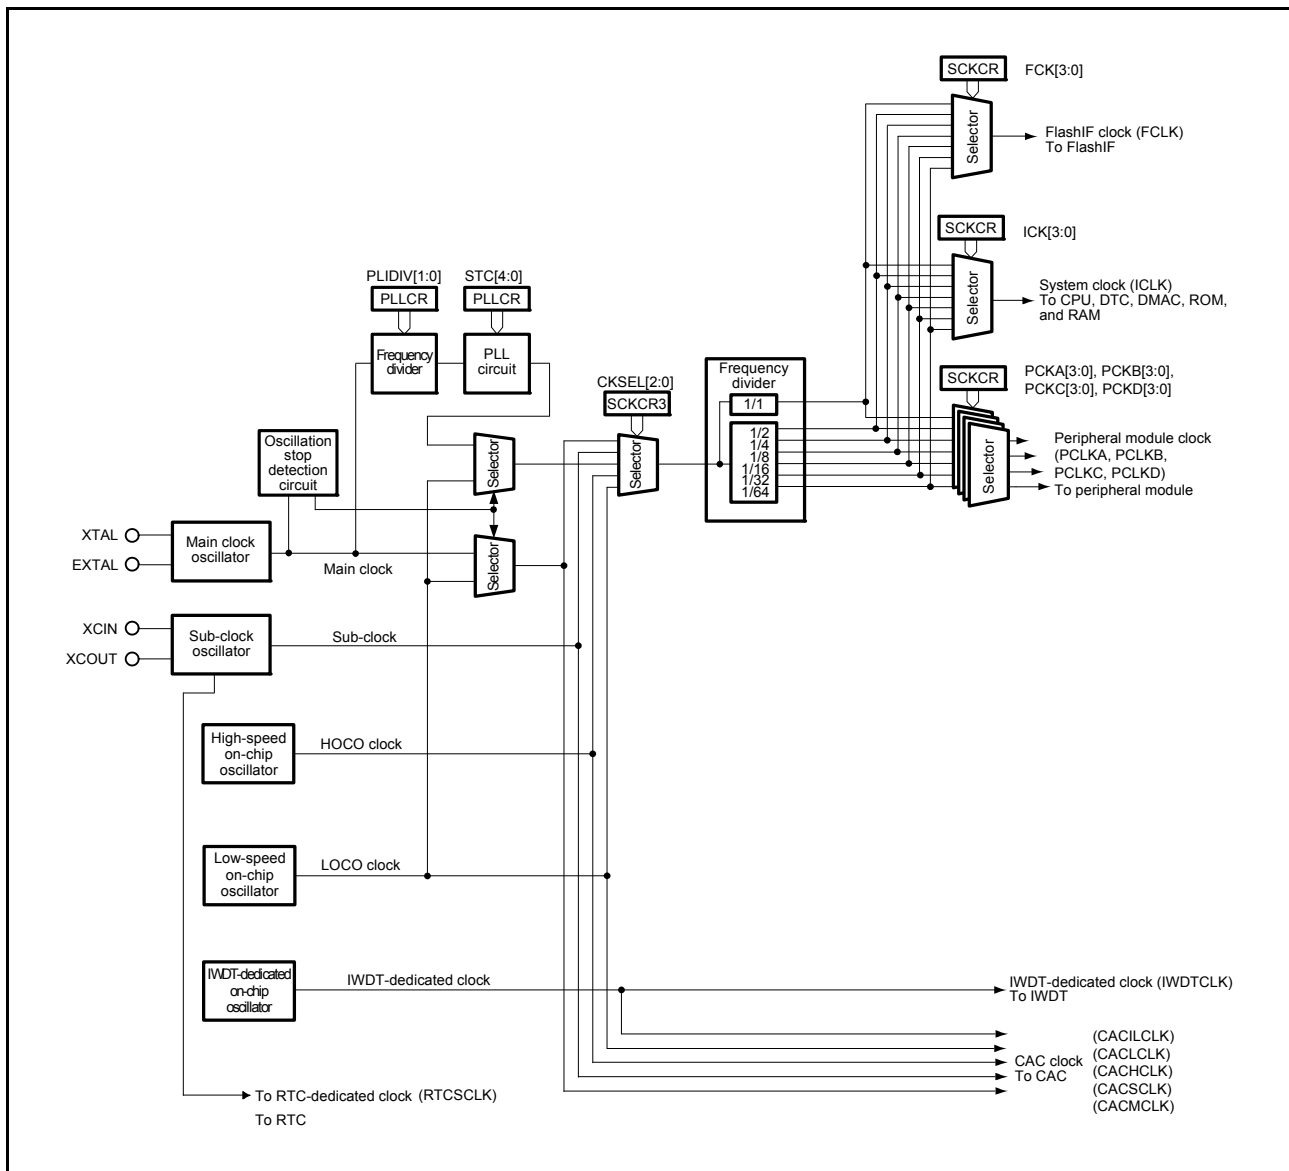 SCKCR
FCK[3:0]
Selector
FlashIF clock (FCLK)
To FlashIF
SCKCR
ICK[3:0]
Selector
System clock (ICLK)
To CPU, DTC, DMAC, ROM,
and RAM
PLIDIV[1:0]
STC[4:0]
PLLCR
PLLCR
Frequency
divider
PLL
circuit
CKSEL[2:0]
SCKCR3
Selector
Frequency
divider
1/1
1/2
1/4
1/8
1/16
1/32
1/64
SCKCR
PCKA[3:0], PCKB[3:0],
PCKC[3:0], PCKD[3:0]
Selector
Peripheral module clock
(PCLKA, PCLKB,
PCLKC, PCLKD)
To peripheral module
Oscillation
stop
detection
circuit
Selector
XTAL
EXTAL
Main clock
oscillator
Main clock
Selector
XCIN
XCOUT
Sub-clock
oscillator
Sub-clock
High-speed
on-chip
oscillator
HOCO clock
Low-speed
on-chip
oscillator
LOCO clock
IWDT-dedicated
on-chip
oscillator
IWDT-dedicated clock
IWDT-dedicated clock (IWDTCLK)
To IWDT
CAC clock
To CAC
(CACILCLK)
(CACLCLK)
(CACHCLK)
(CACSCLK)
(CACMCLK)
To RTC-dedicated clock (RTCSCLK)
To RTC